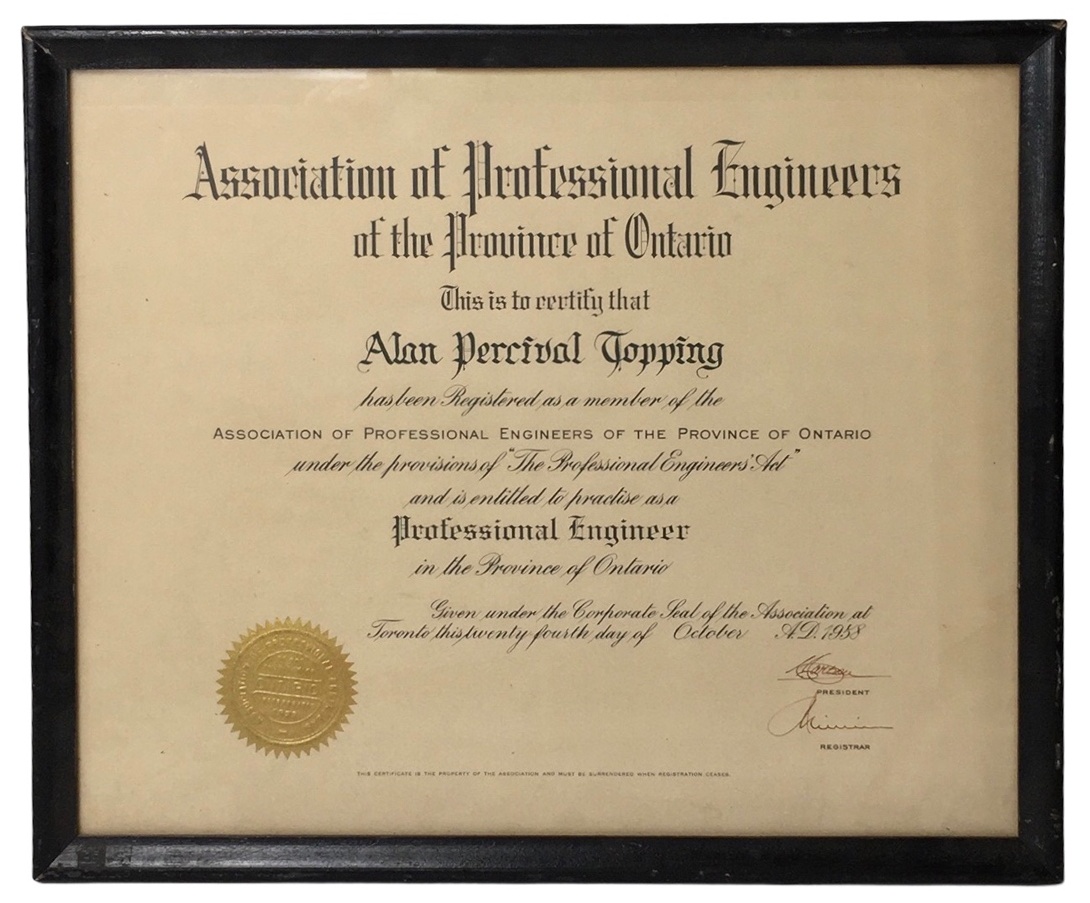 Association of Professional Engineers
of the Province of Ontario
This is to certify that
Alan Percival Topping
has been Registered as a member of the
ASSOCIATION OF PROFESSIONAL ENGINEERS OF THE PROVINCE OF ONTARIO
under the provisions of "The Professional Engineers' Act"
and is entitled to practise as a
Professional Engineer
in the Province of Ontario
Given under the Corporate Seal of the Association at
Toronto this twenty fourth day of October A.D. 1958
PRESIDENT
REGISTRAR
THIS CERTIFICATE IS THE PROPERTY OF THE ASSOCIATION AND MUST BE SURRENDERED WHEN REGISTRATION CEASES.